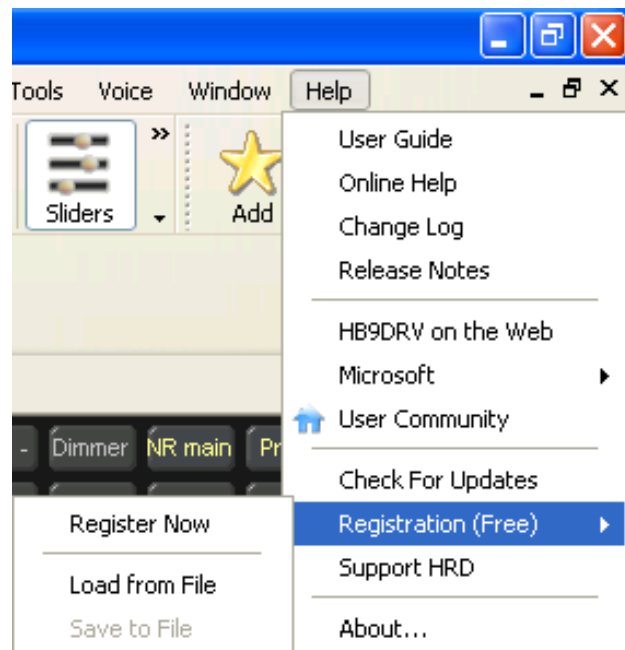 Tools Voice Window Help
Sliders
Add
User Guide
Online Help
Change Log
Release Notes
HB9DRV on the Web
Microsoft
User Community
- Dimmer NR main Pr
Check For Updates
Register Now
Registration (Free)
Load from File
Support HRD
Save to File
About...